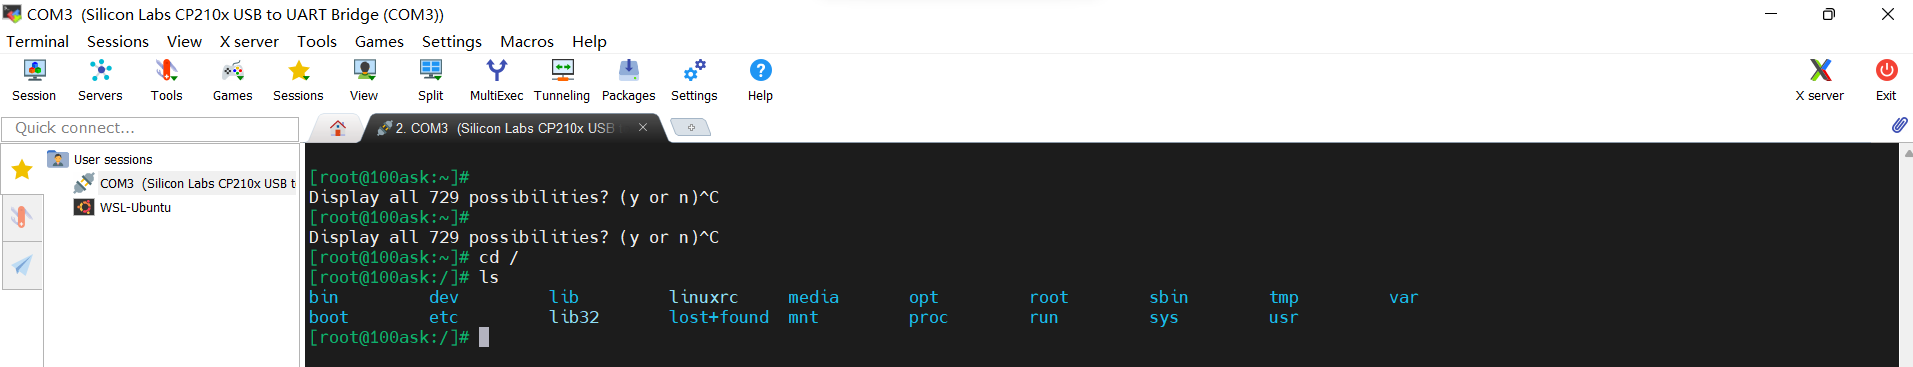 COM3  (Silicon Labs CP210x USB to UART Bridge (COM3))
Terminal Sessions View X server Tools Games Settings Macros Help
Session Servers Tools Games Sessions View Split MultiExec Tunneling Packages Settings Help X server Exit
Quick connect...
2. COM3  (Silicon Labs CP210x USB
User sessions
COM3  (Silicon Labs CP210x USB t
WSL-Ubuntu
[root@100ask:~]#
Display all 729 possibilities? (y or n)^C
[root@100ask:~]#
Display all 729 possibilities? (y or n)^C
[root@100ask:~]# cd /
[root@100ask:/]# ls
bin dev lib linuxrc media opt root sbin tmp var
boot etc lib32 lost+found mnt proc run sys usr
[root@100ask:/]#